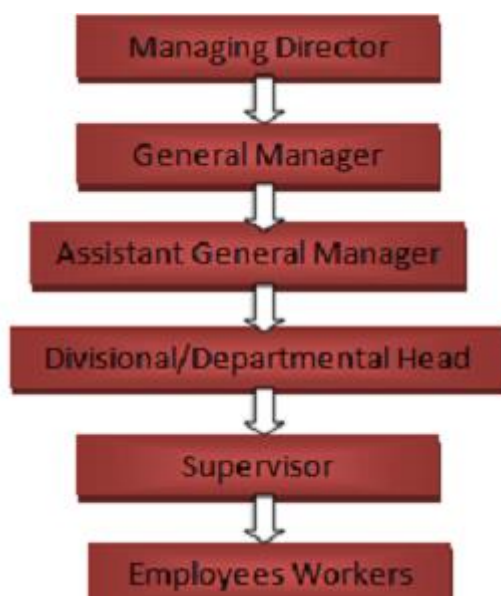 Managing Director
General Manager
Assistant General Manager
Divisional/Departmental Head
Supervisor
Employees Workers